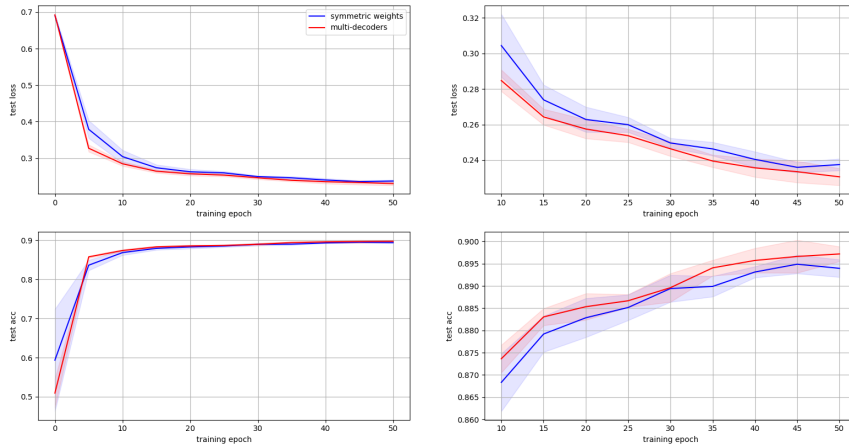 0.7
0.6
0.5
0.4
0.3
test loss
0 10 20 30 40 50
training epoch
symmetric weights
multi-decoders
0.32
0.30
0.28
0.26
0.24
test loss
10 15 20 25 30 35 40 45 50
training epoch
0.9
0.8
0.7
0.6
0.5
test acc
0 10 20 30 40 50
training epoch
0.900
0.895
0.890
0.885
0.880
0.875
0.870
0.865
0.860
test acc
10 15 20 25 30 35 40 45 50
training epoch